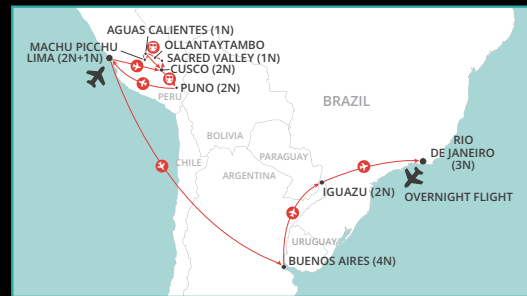 AGUAS CALIENTES (1N)
OLLANTAYTAMBO
MACHU PICCHU
SACRED VALLEY (1N)
LIMA (2N+1N)
CUSCO (2N)
PUNO (2N)
PERU
BRAZIL
BOLIVIA
RIO
DE JANEIRO
(3N)
PARAGUAY
CHILE
ARGENTINA
IGUAZU (2N)
OVERNIGHT FLIGHT
URUGUAY
BUENOS AIRES (4N)